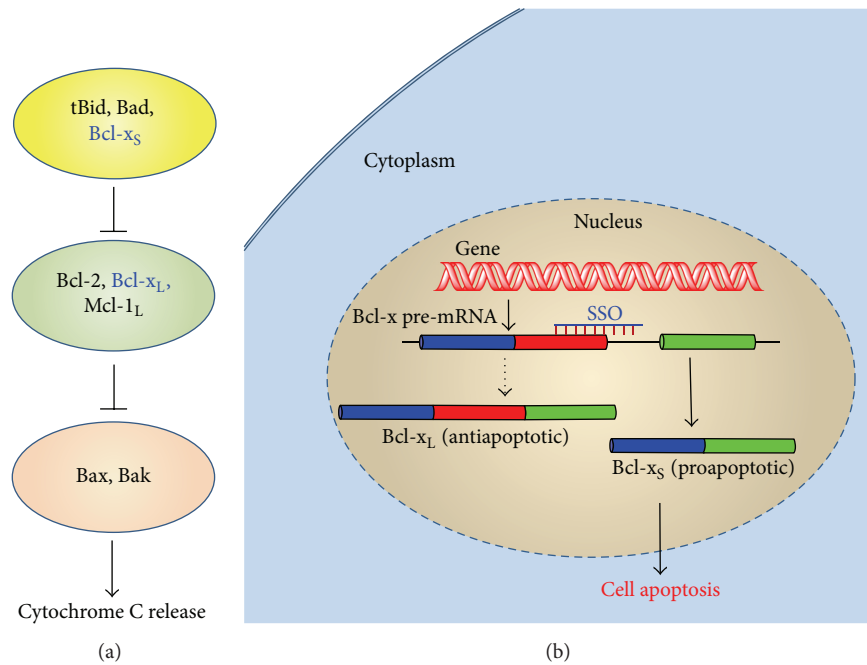 tBid, Bad,
Bcl-xS
Bcl-2, Bcl-xL,
Mcl-1L
Bax, Bak
Cytochrome C release
(a)
Cytoplasm
Nucleus
Gene
Bcl-x pre-mRNA
SSO
Bcl-xL (antiapoptotic)
Bcl-xS (proapoptotic)
Cell apoptosis
(b)